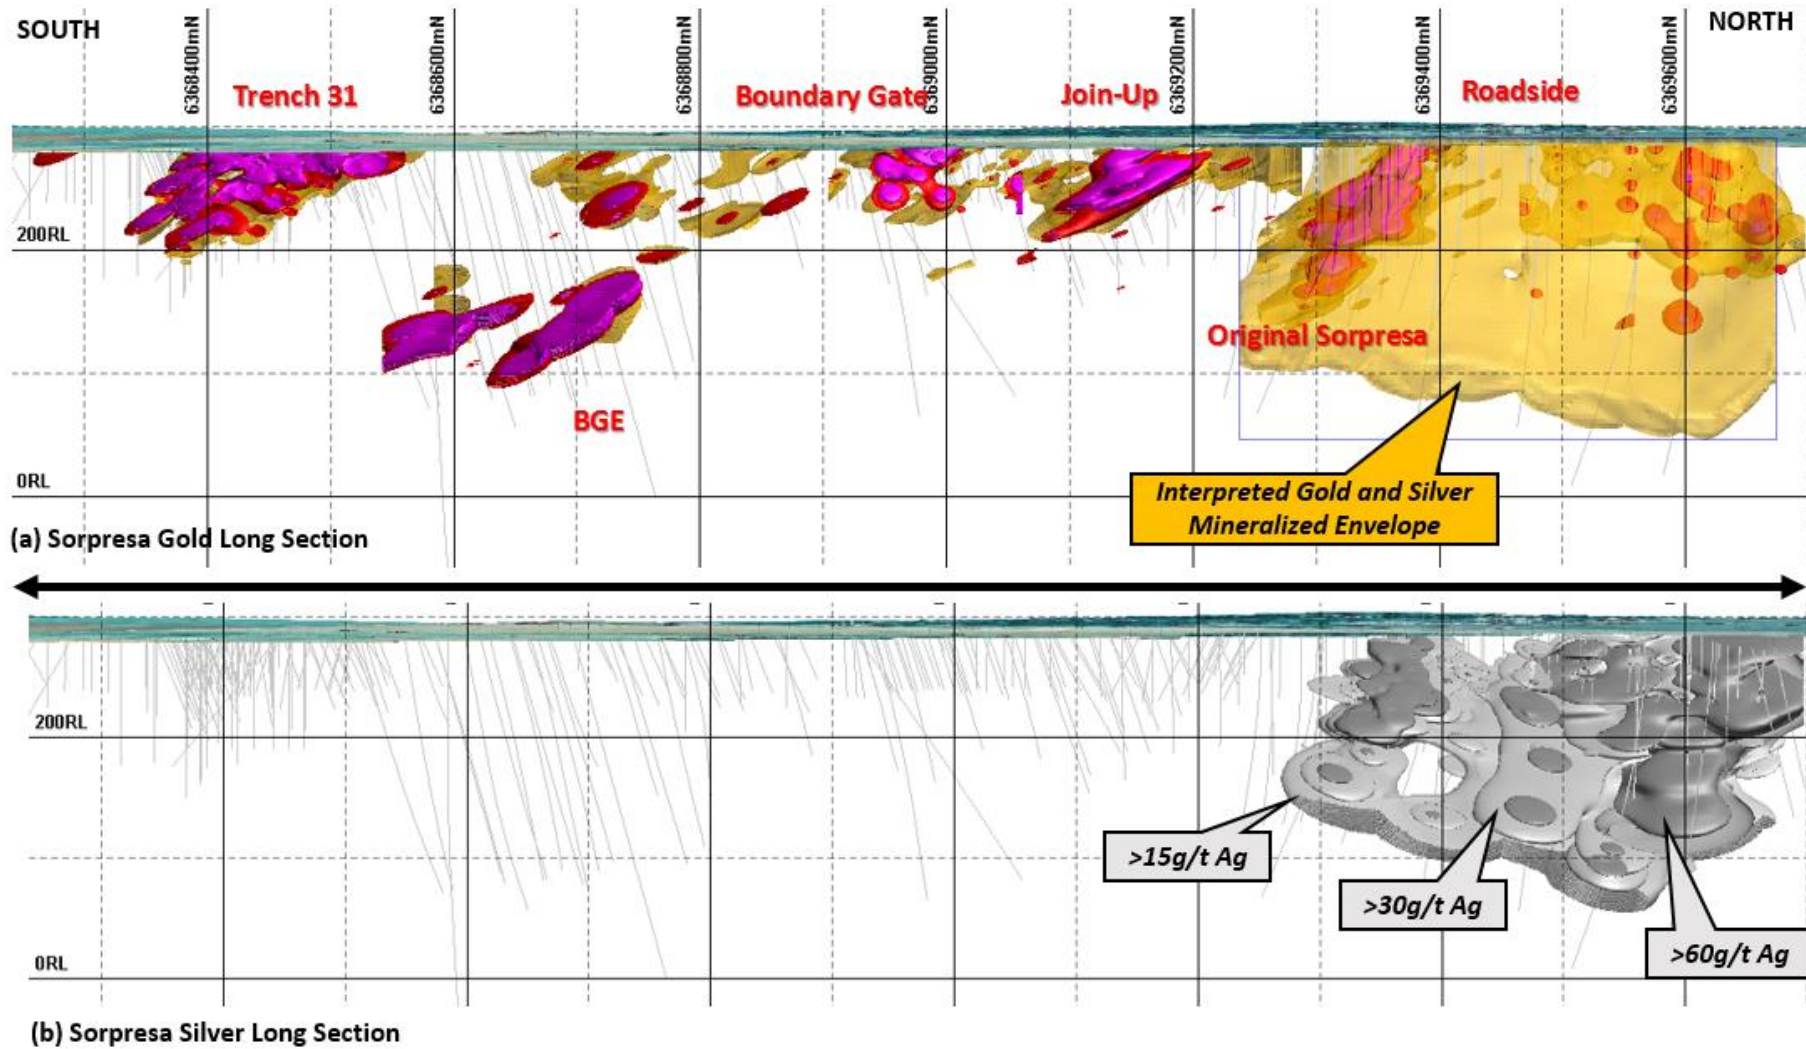 SOUTH
6368400mN
6368600mN
6368800mN
6369000mN
6369200mN
6369400mN
6369600mN
NORTH
Trench 31
Boundary Gate
Join-Up
Roadside
200RL
Original Sorpresa
BGE
0RL
Interpreted Gold and Silver
Mineralized Envelope
(a) Sorpresa Gold Long Section
200RL
>15g/t Ag
>30g/t Ag
>60g/t Ag
0RL
(b) Sorpresa Silver Long Section